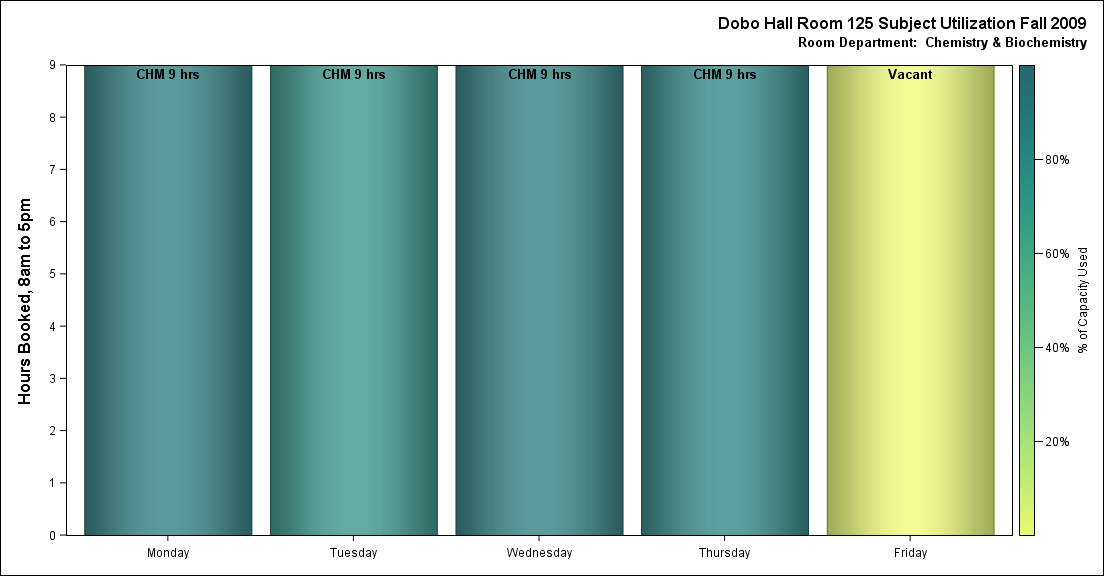 Dobo Hall Room 125 Subject Utilization Fall 2009
Room Department:  Chemistry & Biochemistry
CHM 9 hrs
CHM 9 hrs
CHM 9 hrs
CHM 9 hrs
Vacant
Hours Booked, 8am to 5pm
9
8
7
6
5
4
3
2
1
0
Monday
Tuesday
Wednesday
Thursday
Friday
80%
60%
40%
20%
% of Capacity Used